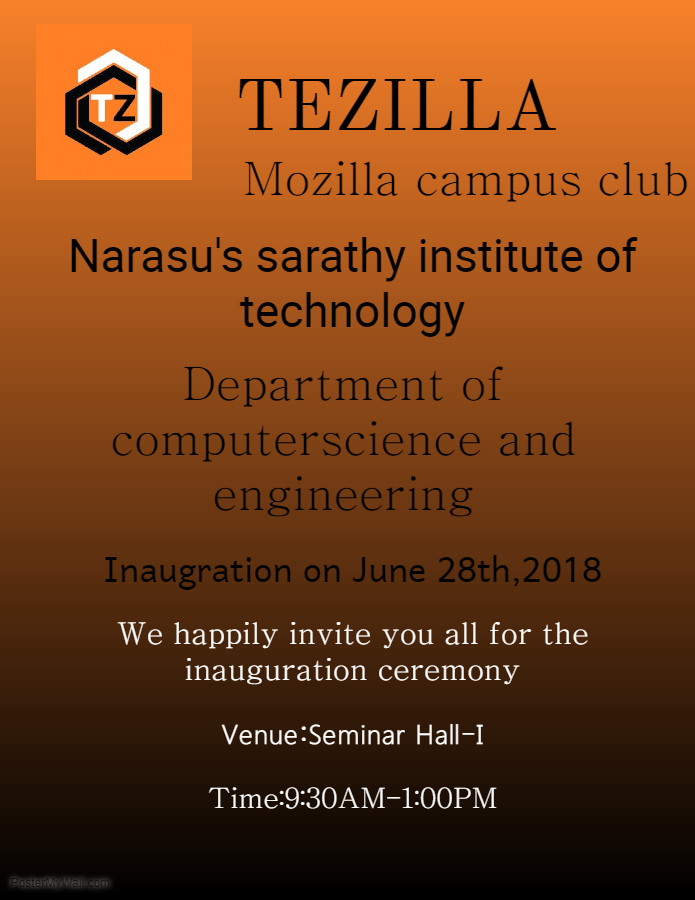 TZ
TEZILLA
Mozilla campus club
Narasu's sarathy institute of
technology
Department of
computerscience and
engineering
Inaugration on June 28th,2018
We happily invite you all for the
inauguration ceremony
Venue:Seminar Hall-I
Time:9:30AM-1:00PM
PosterMyWall.com